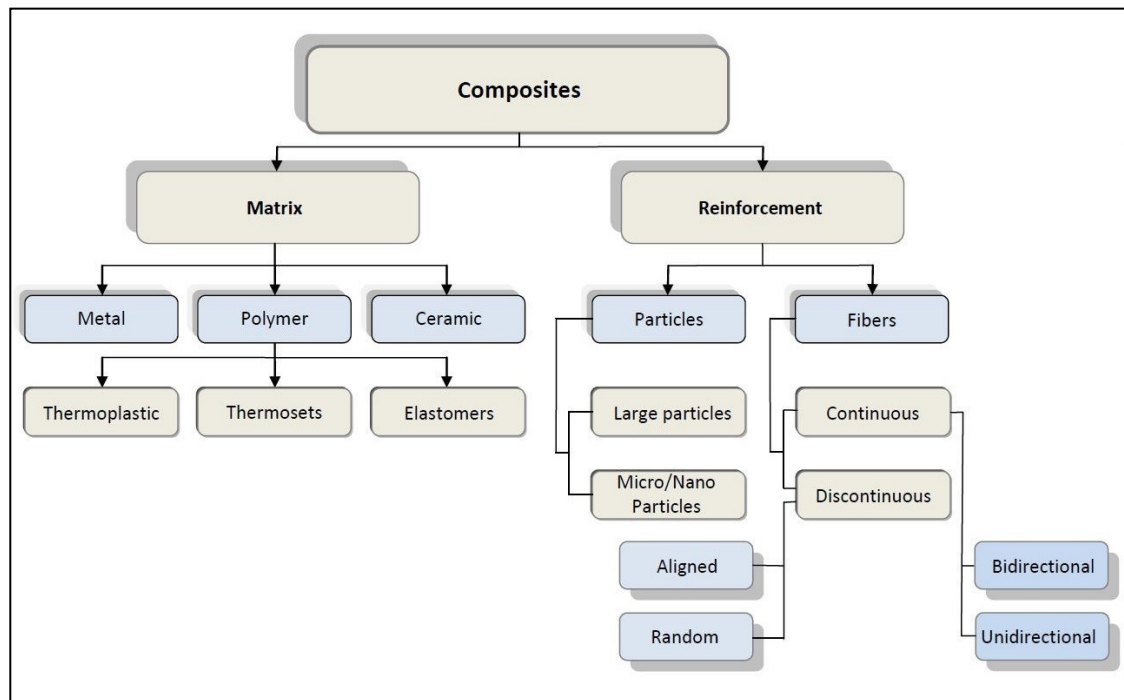 Composites
Matrix
Reinforcement
Metal
Polymer
Ceramic
Particles
Fibers
Thermoplastic
Thermosets
Elastomers
Large particles
Continuous
Micro/Nano
Particles
Discontinuous
Aligned
Bidirectional
Random
Unidirectional